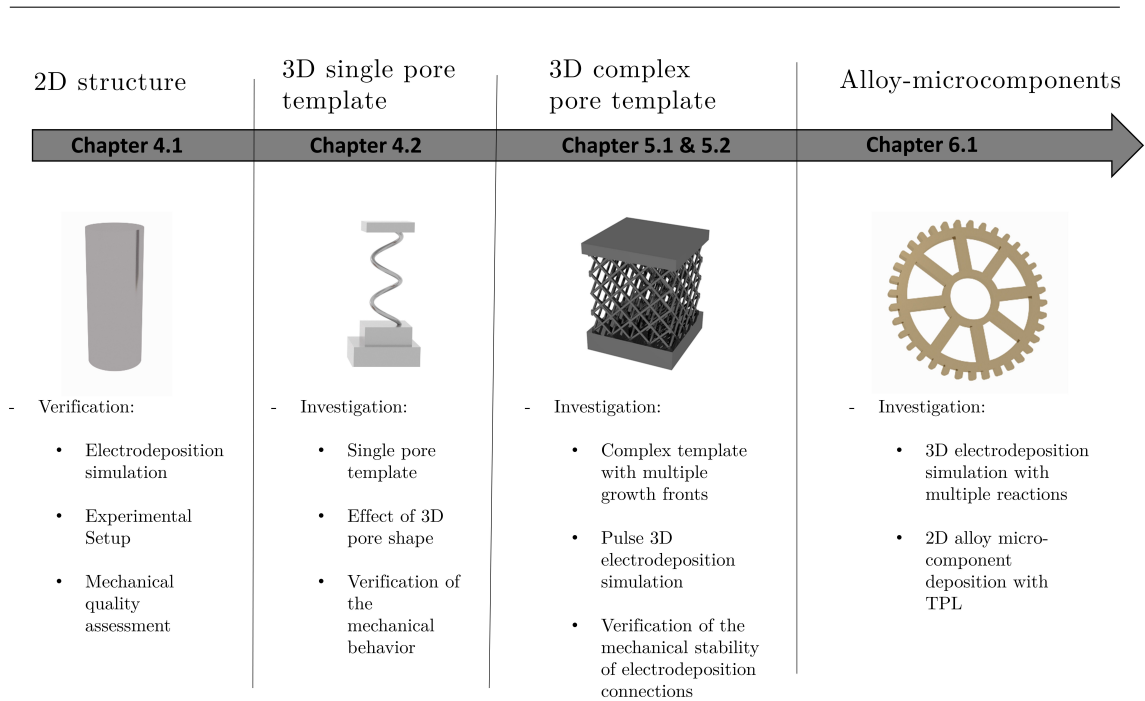 2D structure
3D single pore
template
3D complex
pore template
Alloy-microcomponents
Chapter 4.1
Chapter 4.2
Chapter 5.1 & 5.2
Chapter 6.1
- Verification:
• Electrodeposition
simulation
• Experimental
Setup
• Mechanical
quality
assessment
- Investigation:
• Single pore
template
• Effect of 3D
pore shape
• Verification of
the
mechanical
behavior
- Investigation:
• Complex template
with multiple
growth fronts
• Pulse 3D
electrodeposition
simulation
• Verification of the
mechanical stability
of electrodeposition
connections
- Investigation:
• 3D electrodeposition
simulation with
multiple reactions
• 2D alloy micro-
component
deposition with
TPL